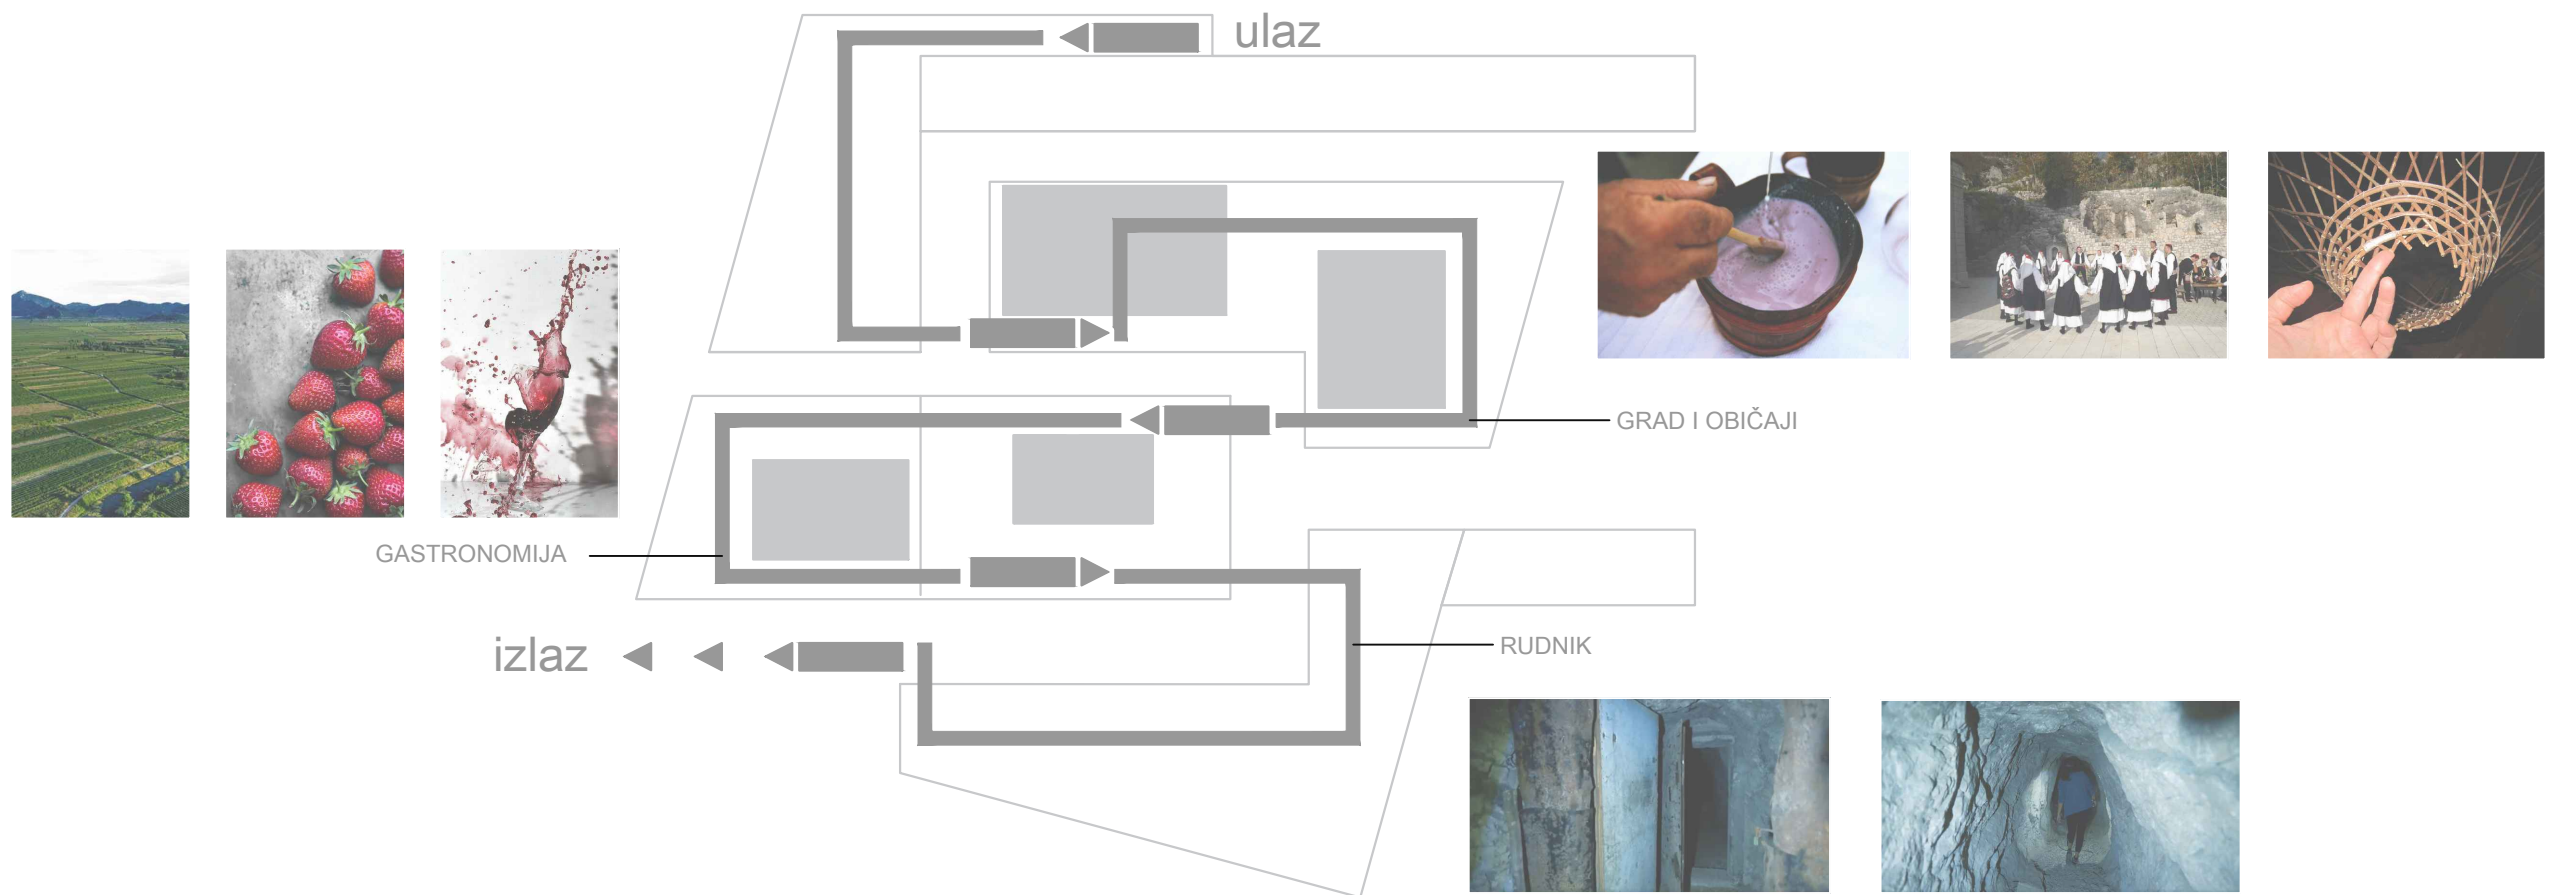 ulaz
GRAD I OBIČAJI
GASTRONOMIJA
izlaz
RUDNIK